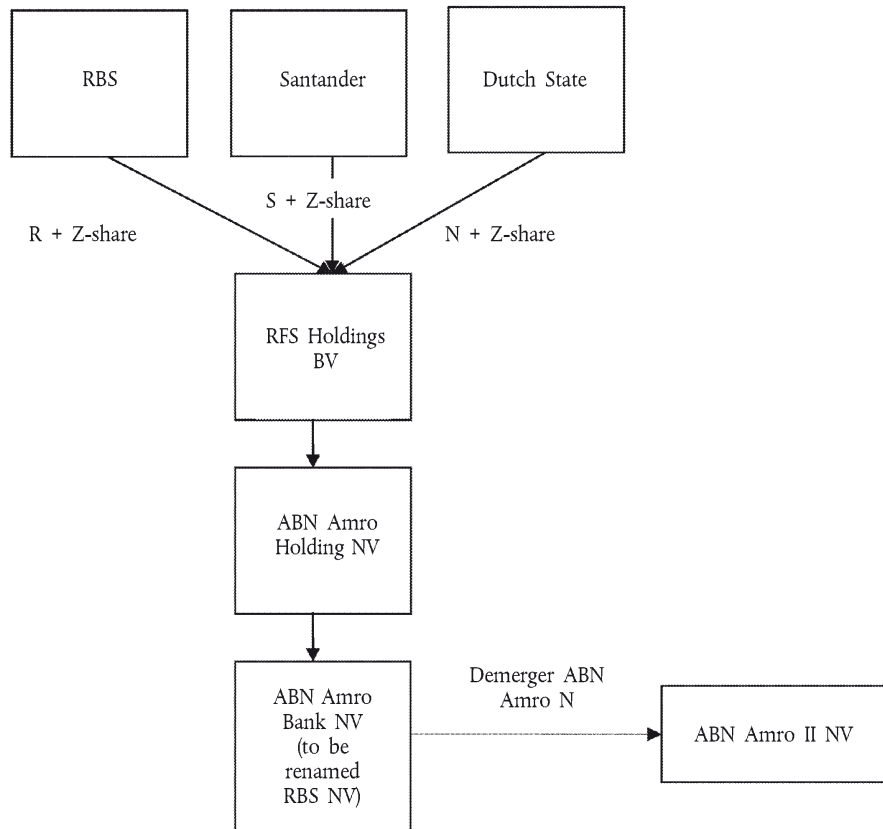 RBS
Santander
Dutch State
S + Z-share
R + Z-share
N + Z-share
RFS Holdings
BV
ABN Amro
Holding NV
ABN Amro
Bank NV
(to be
renamed
RBS NV)
Demerger ABN
Amro N
ABN Amro II NV